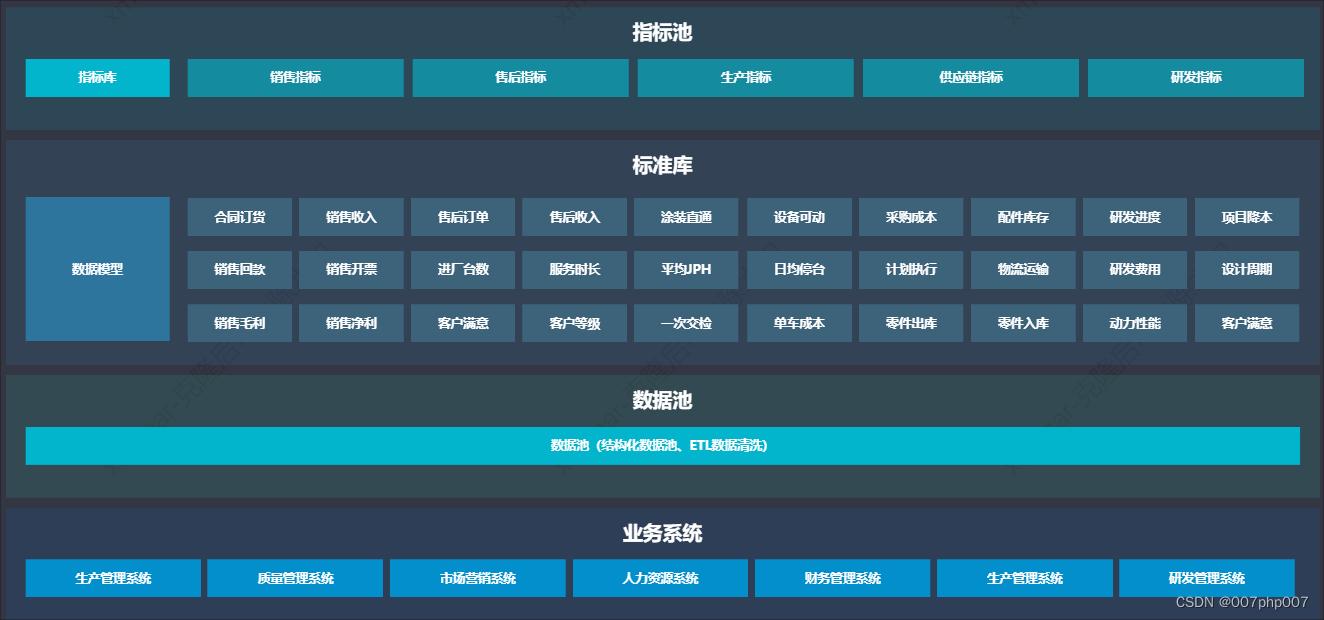 指标池
指标库 销售指标 售后指标 生产指标 供应链指标 研发指标
标准库
数据模型
合同订货 销售收入 售后订单 售后收入 涂装直通 设备可动 采购成本 配件库存 研发进度 项目降本
销售回款 销售开票 进厂台数 服务时长 平均JPH 日均停台 计划执行 物流运输 研发费用 设计周期
销售毛利 销售净利 客户满意 客户等级 一次交检 单车成本 零件出库 零件入库 动力性能 客户满意
数据池
数据池（结构化数据池、ETL数据清洗）
业务系统
生产管理系统 质量管理系统 市场营销系统 人力资源系统 财务管理系统 生产管理系统 研发管理系统
CSDN @007php007